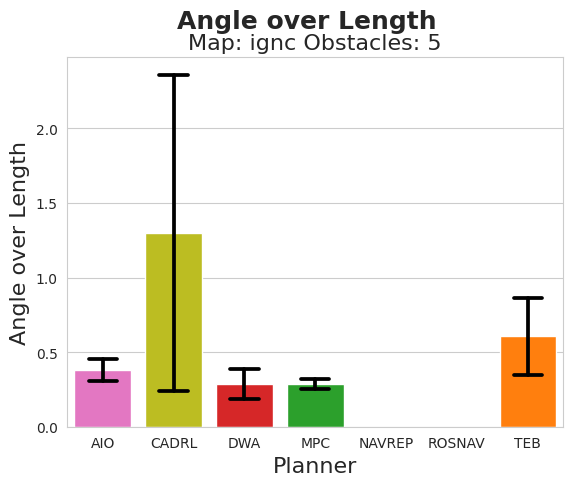 Angle over Length
Map: ignc Obstacles: 5
Angle over Length
2.0
1.5
1.0
0.5
0.0
AIO CADRL DWA MPC NAVREP ROSNAV TEB
Planner